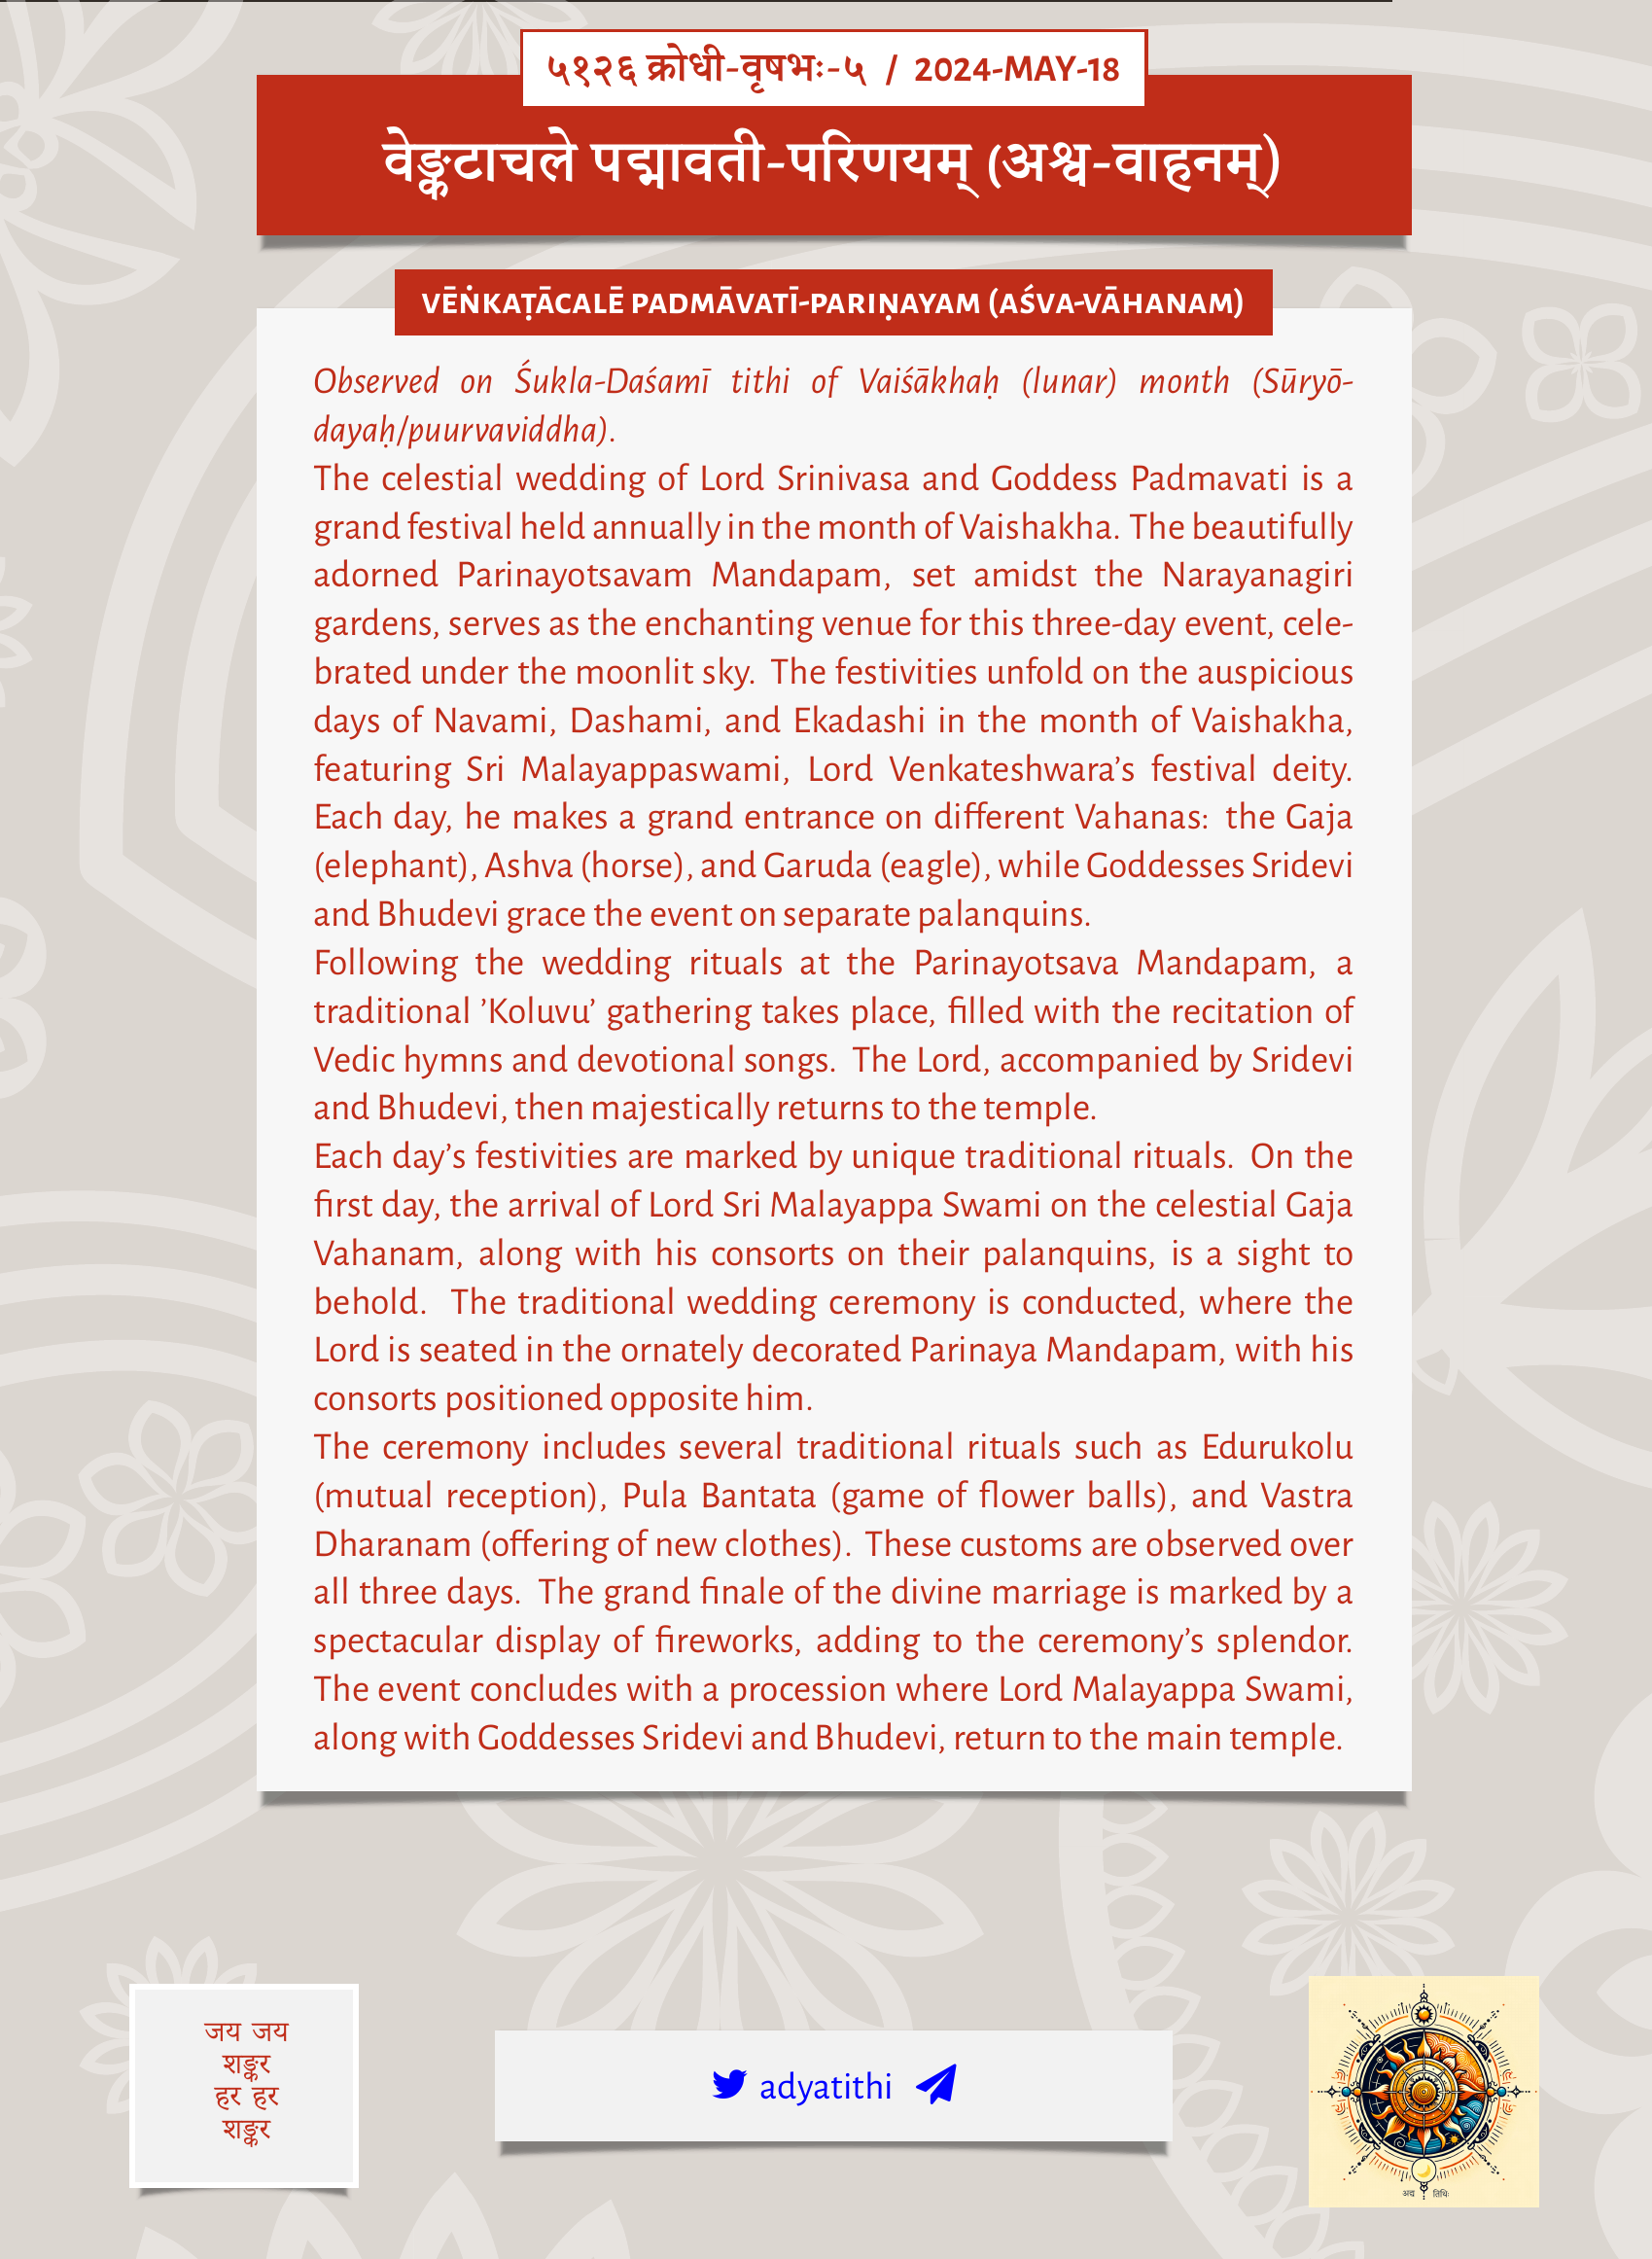 ५१२६ क्रोधी-वृषभः-५ / 2024-MAY-18
वेङ्कटाचले पद्मावती-परिणयम् (अश्व-वाहनम्)
VĒṄKAṬĀCALĒ PADMĀVATĪ-PARIṆAYAM (AŚVA-VĀHANAM)
Observed on Śukla-Daśamī tithi of Vaiśākhaḥ (lunar) month (Sūryō-
dayaḥ/puurvaviddha).
The celestial wedding of Lord Srinivasa and Goddess Padmavati is a
grand festival held annually in the month of Vaishakha. The beautifully
adorned Parinayotsavam Mandapam, set amidst the Narayanagiri
gardens, serves as the enchanting venue for this three-day event, cele-
brated under the moonlit sky. The festivities unfold on the auspicious
days of Navami, Dashami, and Ekadashi in the month of Vaishakha,
featuring Sri Malayappaswami, Lord Venkateshwara’s festival deity.
Each day, he makes a grand entrance on different Vahanas: the Gaja
(elephant), Ashva (horse), and Garuda (eagle), while Goddesses Sridevi
and Bhudevi grace the event on separate palanquins.
Following the wedding rituals at the Parinayotsava Mandapam, a
traditional ’Koluvu’ gathering takes place, filled with the recitation of
Vedic hymns and devotional songs. The Lord, accompanied by Sridevi
and Bhudevi, then majestically returns to the temple.
Each day’s festivities are marked by unique traditional rituals. On the
first day, the arrival of Lord Sri Malayappa Swami on the celestial Gaja
Vahanam, along with his consorts on their palanquins, is a sight to
behold. The traditional wedding ceremony is conducted, where the
Lord is seated in the ornately decorated Parinaya Mandapam, with his
consorts positioned opposite him.
The ceremony includes several traditional rituals such as Edurukolu
(mutual reception), Pula Bantata (game of flower balls), and Vastra
Dharanam (offering of new clothes). These customs are observed over
all three days. The grand finale of the divine marriage is marked by a
spectacular display of fireworks, adding to the ceremony’s splendor.
The event concludes with a procession where Lord Malayappa Swami,
along with Goddesses Sridevi and Bhudevi, return to the main temple.
जय जय
शङ्कर
हर हर
शङ्कर
adyatithi
अद्य तिथिः